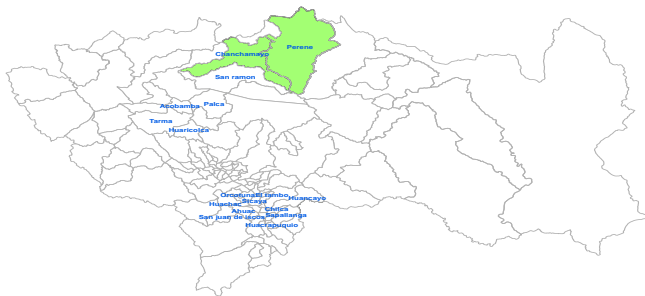 Perene
Chanchamayo
San ramon
Acobamba
Palca
Tarma
Huaricolca
Orcotuna
El tambo
Sicaya
Huancayo
Huachac
Chilca
Ahuac
San juan de iscos
Sapallanga
Huacrapuquio